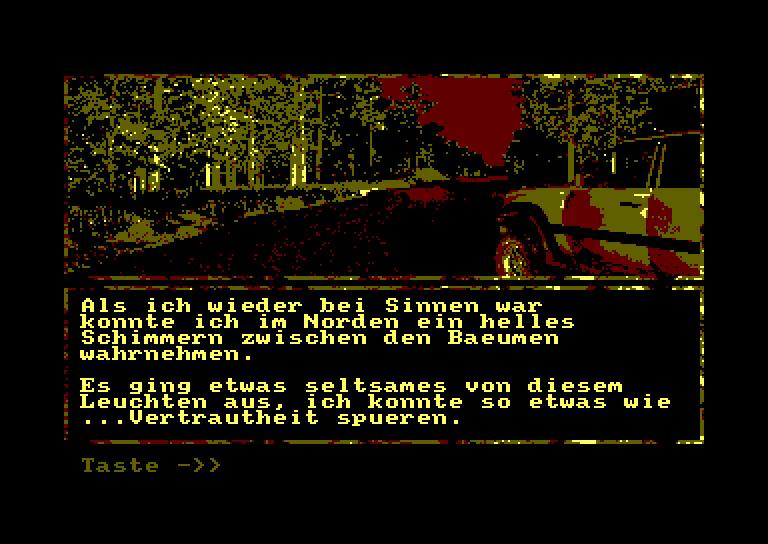 Als ich wieder bei Sinnen war
konnte ich im Norden ein helles
Schimmern zwischen den Baeumen
wahrnehmen.
Es ging etwas seltsames von diesem
Leuchten aus, ich konnte so etwas wie
...Vertrautheit spueren.
Taste ->>